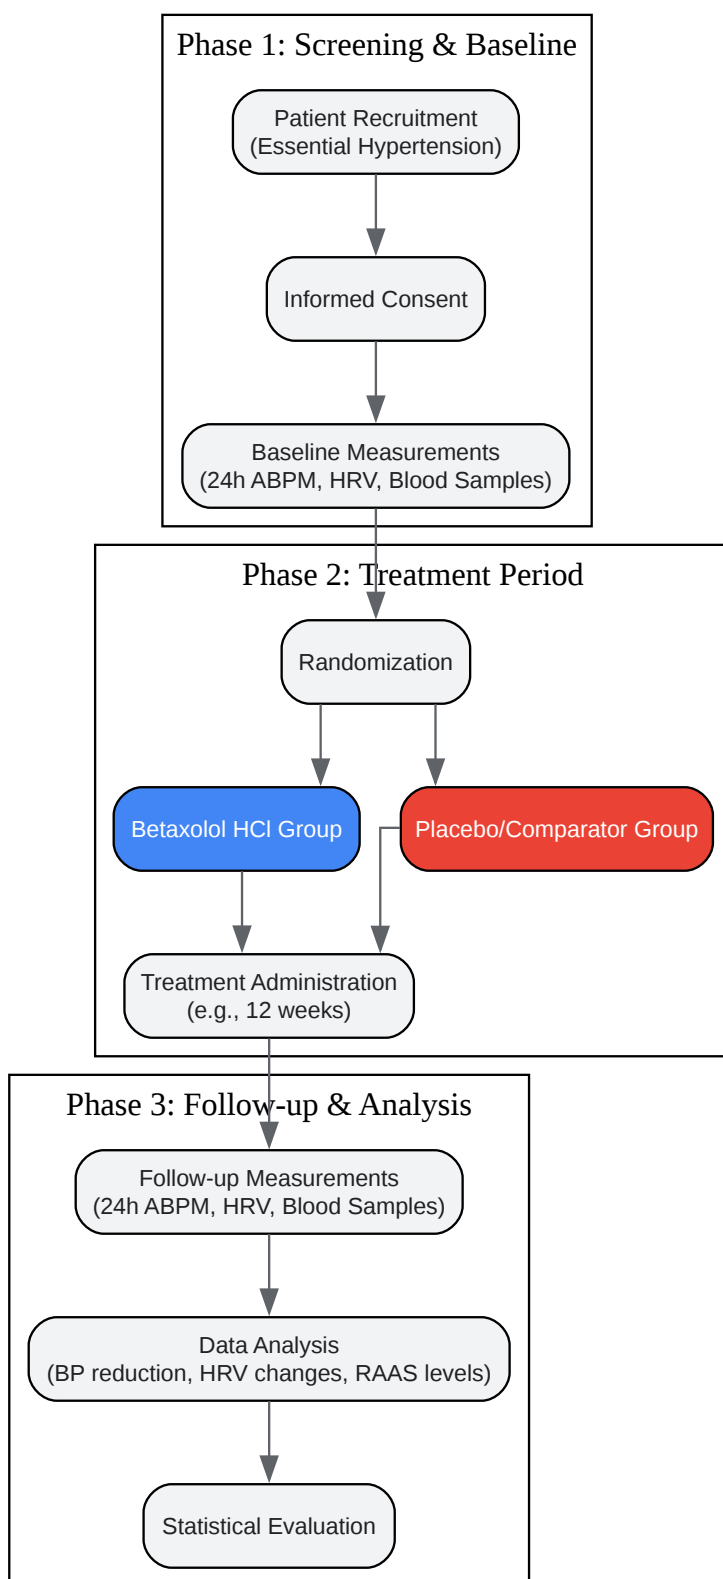 Phase 1: Screening & Baseline
Patient Recruitment
(Essential Hypertension)
Informed Consent
Baseline Measurements
(24h ABPM, HRV, Blood Samples)
Phase 2: Treatment Period
Randomization
Betaxolol HCl Group
Placebo/Comparator Group
Treatment Administration
(e.g., 12 weeks)
Phase 3: Follow-up & Analysis
Follow-up Measurements
(24h ABPM, HRV, Blood Samples)
Data Analysis
(BP reduction, HRV changes, RAAS levels)
Statistical Evaluation